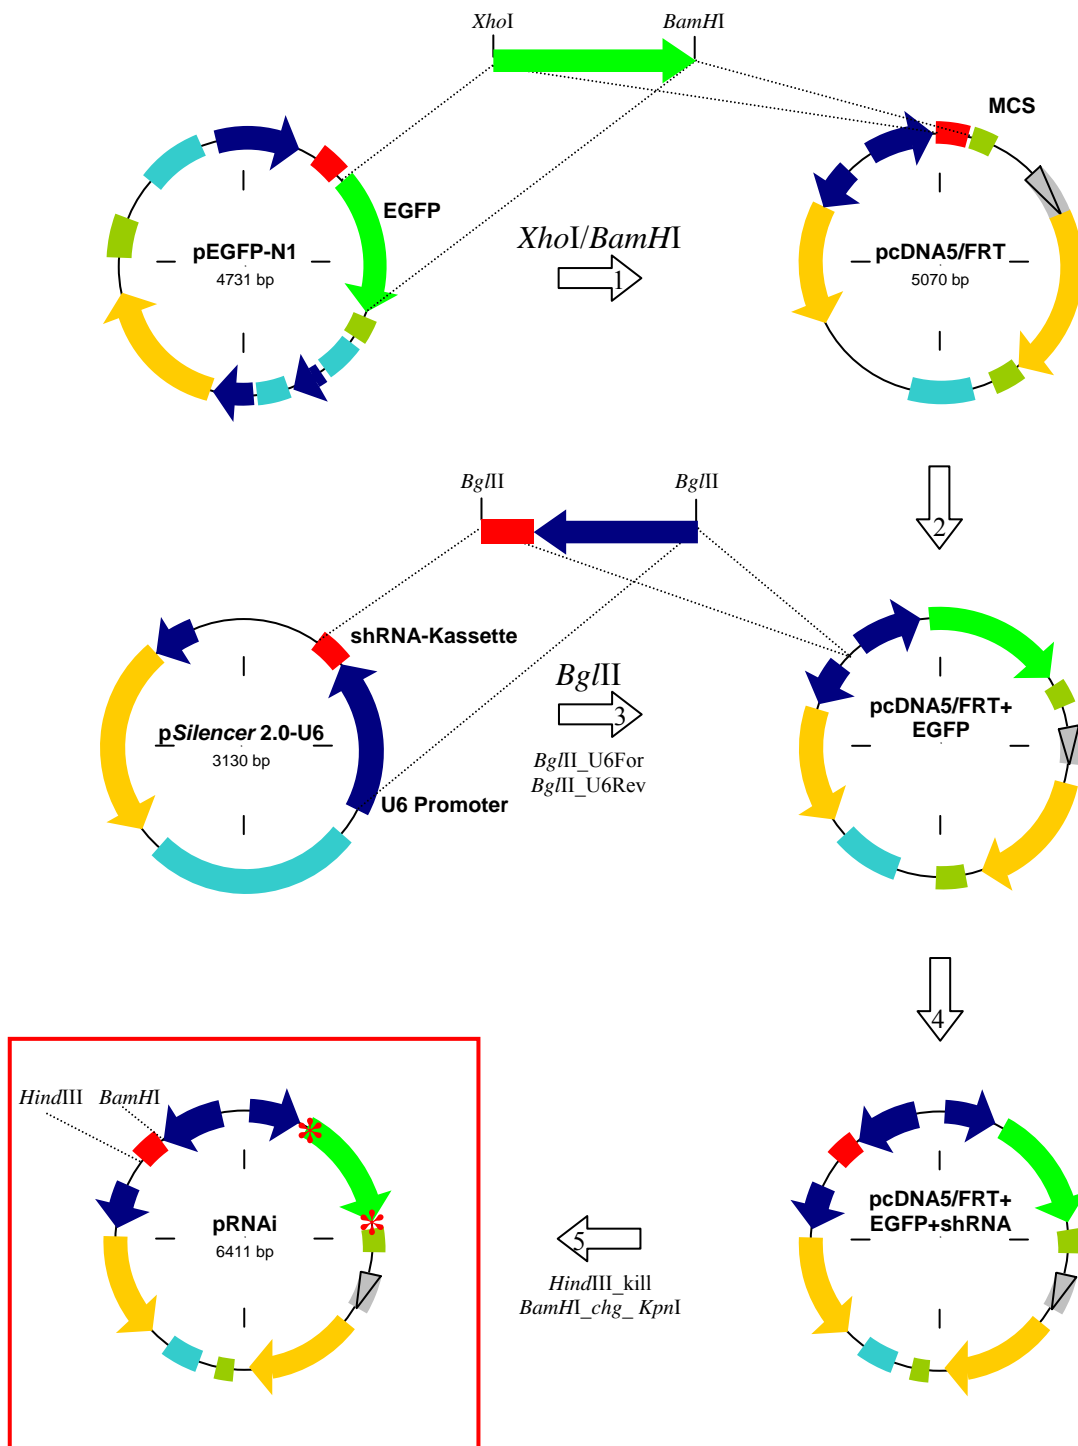 XhoI
BamHI
MCS
EGFP
pEGFP-N1
4731 bp
XhoI/BamHI
1
pcDNA5/FRT
5070 bp
BglII
BglII
2
shRNA-Kassette
pSilencer 2.0-U6
3130 bp
U6 Promoter
BglII
3
BglII_U6For
BglII_U6Rev
pcDNA5/FRT+
EGFP
4
HindIII
BamHI
pRNAi
6411 bp
5
HindIII_kill
BamHI_chg_ KpnI
pcDNA5/FRT+
EGFP+shRNA